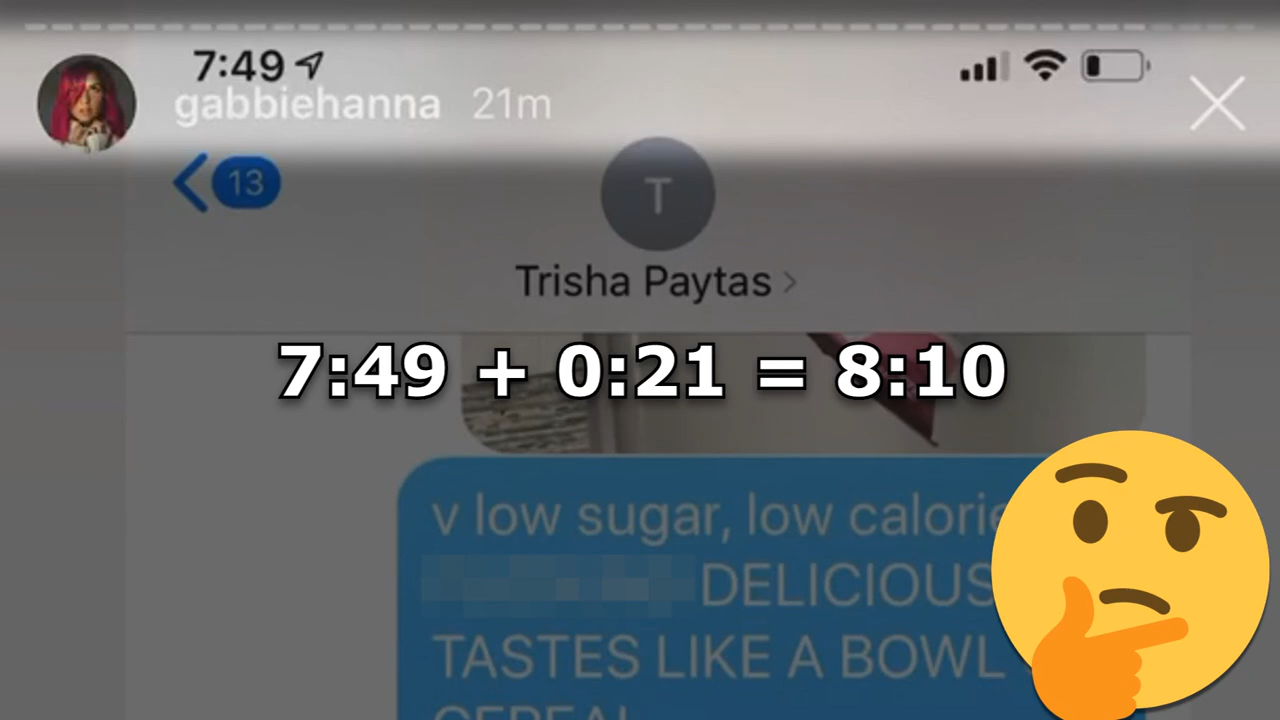 7:49
gabbiehanna 21m
13
T
Trisha Paytas >
7:49 + 0:21 = 8:10
v low sugar, low calorie
DELICIOUS
TASTES LIKE A BOWL
CEREAL